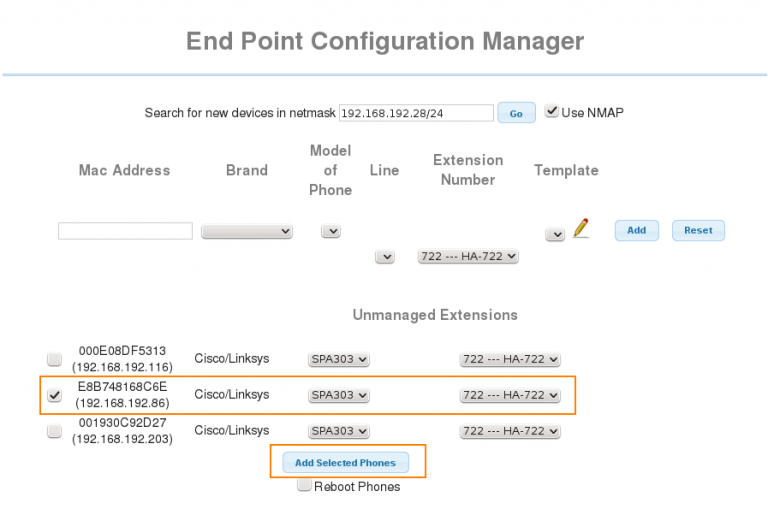 End Point Configuration Manager
Search for new devices in netmask 192.168.192.28/24 Go Use NMAP
Mac Address Brand Model of Phone Line Extension Number Template
Add Reset
722 --- HA-722
Unmanaged Extensions
000E08DF5313
(192.168.192.116) Cisco/Linksys SPA303 722 --- HA-722
E8B748168C6E
(192.168.192.86) Cisco/Linksys SPA303 722 --- HA-722
001930C92D27
(192.168.192.203) Cisco/Linksys SPA303 722 --- HA-722
Add Selected Phones
Reboot Phones